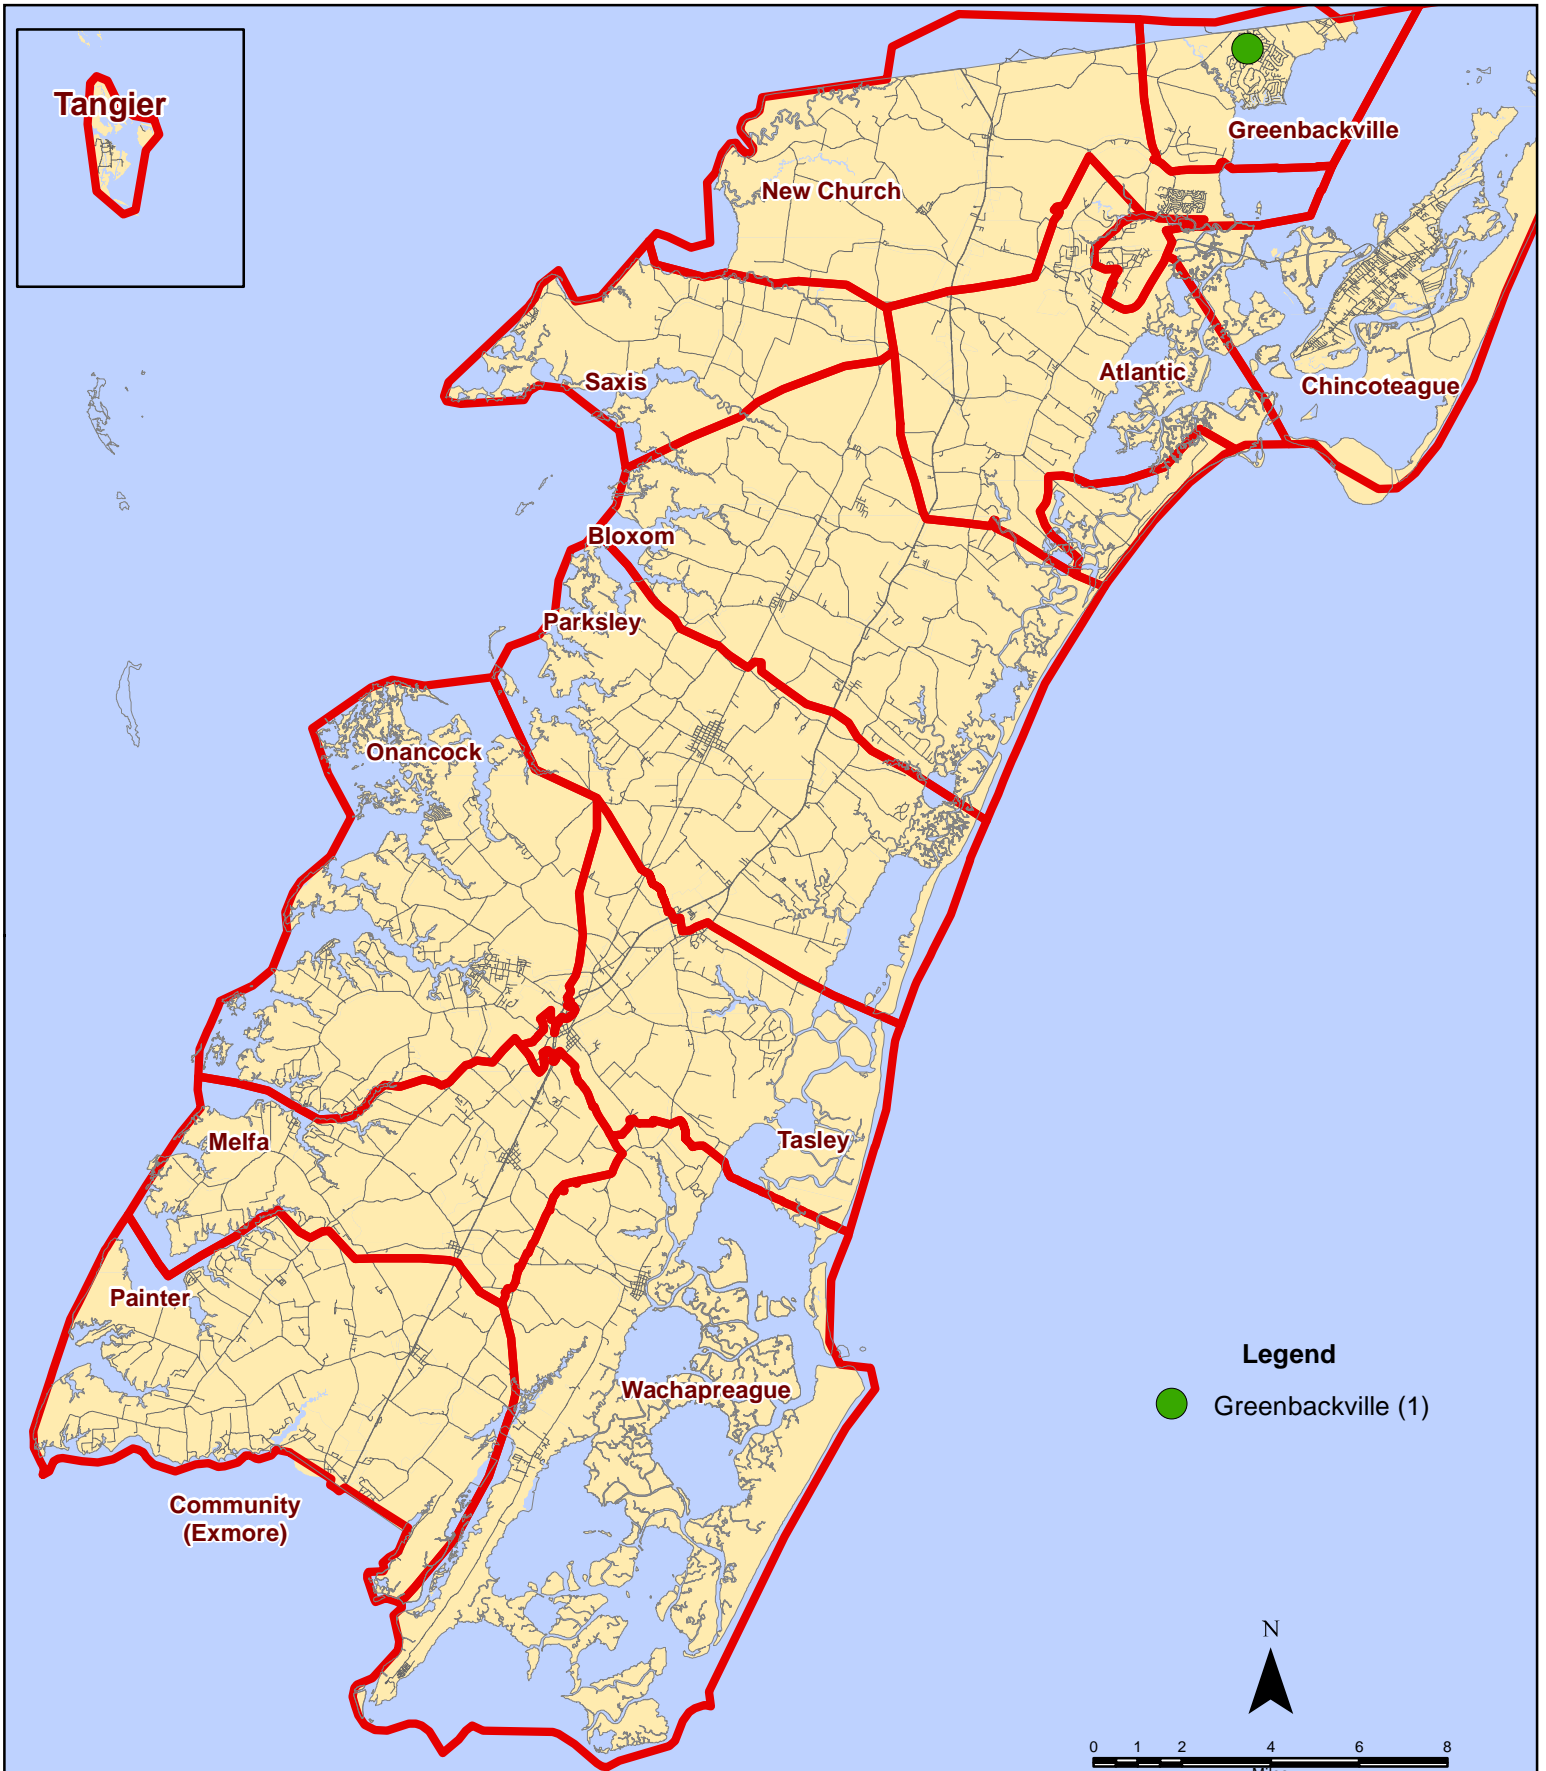 Tangier
Greenbackville
New Church
Saxis
Atlantic
Chincoteague
Bloxom
Parksley
Onancock
Melfa
Tasley
Painter
Wachapreague
Community
(Exmore)
Legend
Greenbackville (1)
N
0 1 2 4 6 8